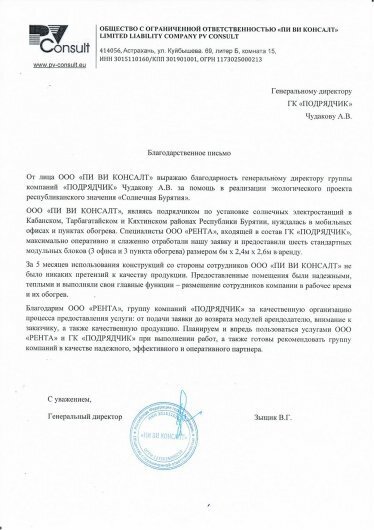 PV Consult
www.pv-consult.eu
ОБЩЕСТВО С ОГРАНИЧЕННОЙ ОТВЕТСТВЕННОСТЬЮ «ПИ ВИ КОНСАЛТ»
LIMITED LIABILITY COMPANY PV CONSULT
414056, Астрахань, ул. Куйбышева, 69, литер Б, комната 15,
ИНН 3015110160/КПП 301901001, ОГРН 1173025000213
Генеральному директору
ГК «ПОДРЯДЧИК»
Чудакову А.В.
Благодарственное письмо
От лица ООО «ПИ ВИ КОНСАЛТ» выражаю благодарность генеральному директору группы
компаний «ПОДРЯДЧИК» Чудакову А.В. за помощь в реализации экологического проекта
республиканского значения «Солнечная Бурятия».
ООО «ПИ ВИ КОНСАЛТ», являясь подрядчиком по установке солнечных электростанций в
Кабанском, Тарбагатайском и Кяхтинском районах Республики Бурятии, нуждалась в мобильных
офисах и пунктах обогрева. Специалисты ООО «РЕНТА», входящей в состав ГК «ПОДРЯДЧИК»,
максимально оперативно и слаженно отработали нашу заявку и предоставили шесть стандартных
модульных блоков (3 офиса и 3 пункта обогрева) размером 6м х 2,4м х 2,6м в аренду.
За 5 месяцев использования конструкций со стороны сотрудников ООО «ПИ ВИ КОНСАЛТ» не
было никаких претензий к качеству продукции. Предоставленные помещения были надежными,
теплыми и выполняли свои главные функции – размещение сотрудников компании в рабочее время
и их обогрев.
Благодарим ООО «РЕНТА», группу компаний «ПОДРЯДЧИК» за качественную организацию
процесса предоставления услуги: от подачи заявки до возврата модулей арендодателю, внимание к
заказчику, а также качественную продукцию. Планируем и впредь пользоваться услугами ООО
«РЕНТА» и ГК «ПОДРЯДЧИК» при выполнении работ, а также готовы рекомендовать группу
компаний в качестве надежного, эффективного и оперативного партнера.
С уважением,
Генеральный директор
Зыщик В.Г.
«ПИ ВИ КОНСАЛТ»